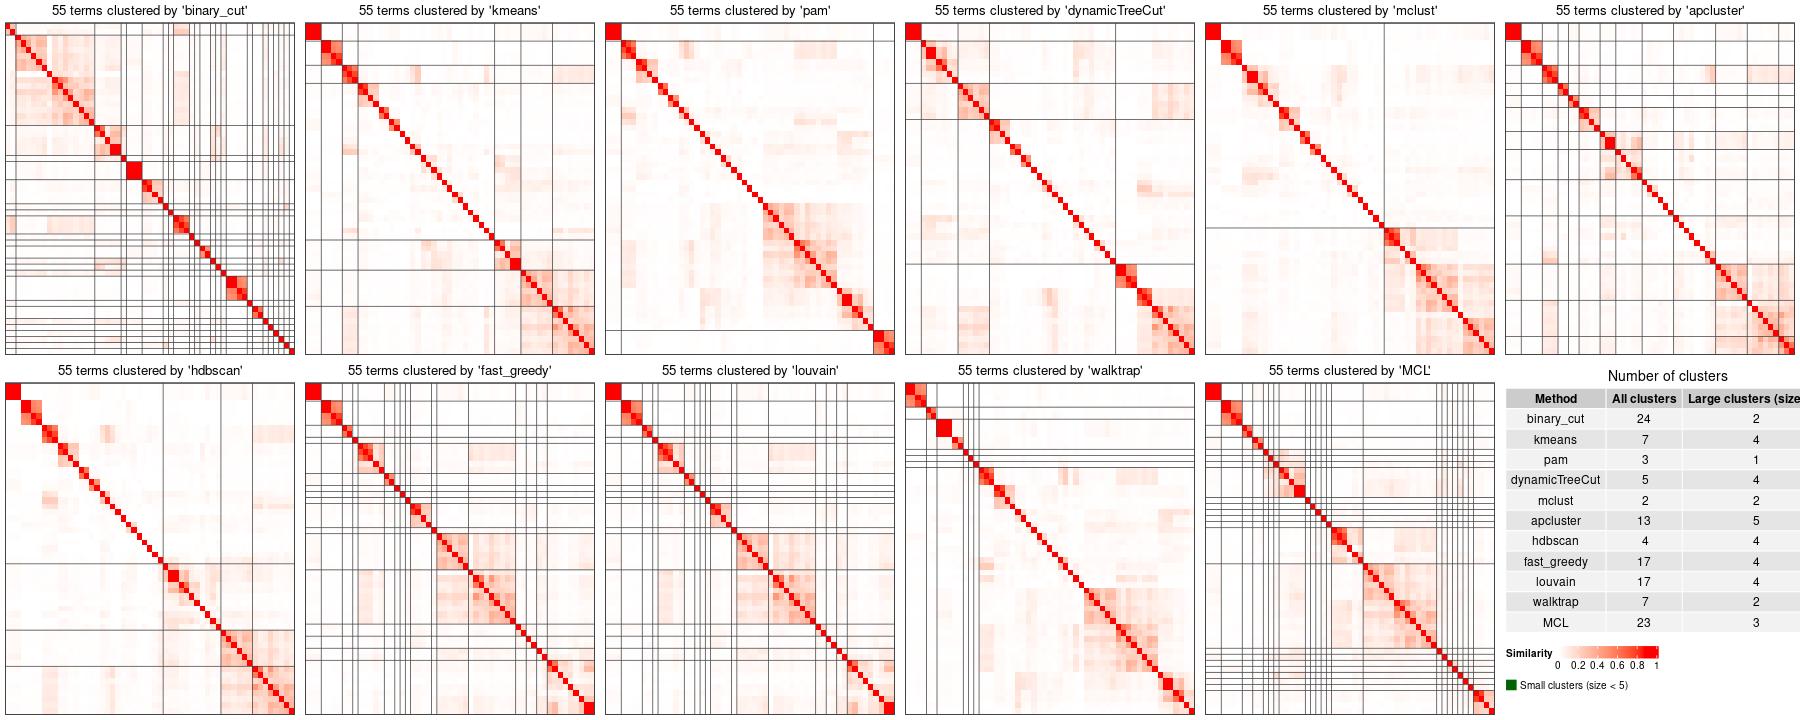 55 terms clustered by 'binary_cut'
55 terms clustered by 'kmeans'
55 terms clustered by 'pam'
55 terms clustered by 'dynamicTreeCut'
55 terms clustered by 'mclust'
55 terms clustered by 'apcluster'
55 terms clustered by 'hdbscan'
55 terms clustered by 'fast_greedy'
55 terms clustered by 'louvain'
55 terms clustered by 'walktrap'
55 terms clustered by 'MCL'
Number of clusters
Method All clusters Large clusters (size
binary_cut 24 2
kmeans 7 4
pam 3 1
dynamicTreeCut 5 4
mclust 2 2
apcluster 13 5
hdbscan 4 4
fast_greedy 17 4
louvain 17 4
walktrap 7 2
MCL 23 3
Similarity
0 0.2 0.4 0.6 0.8 1
Small clusters (size < 5)